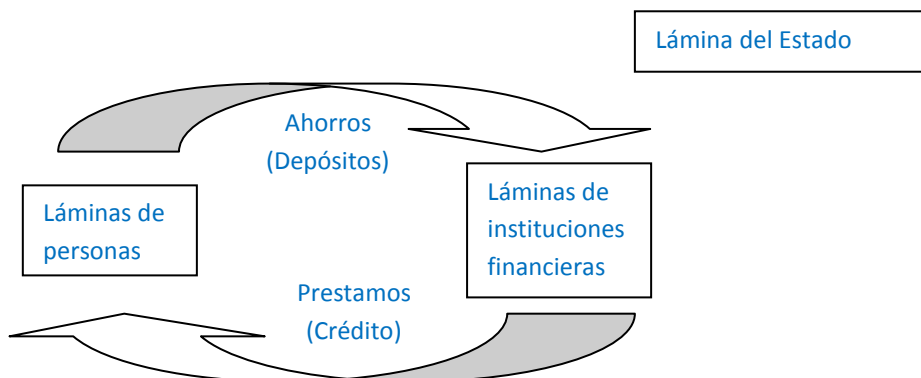 Lámina del Estado
Ahorros
(Depósitos)
Láminas de
personas
Láminas de
instituciones
financieras
Prestamos
(Crédito)